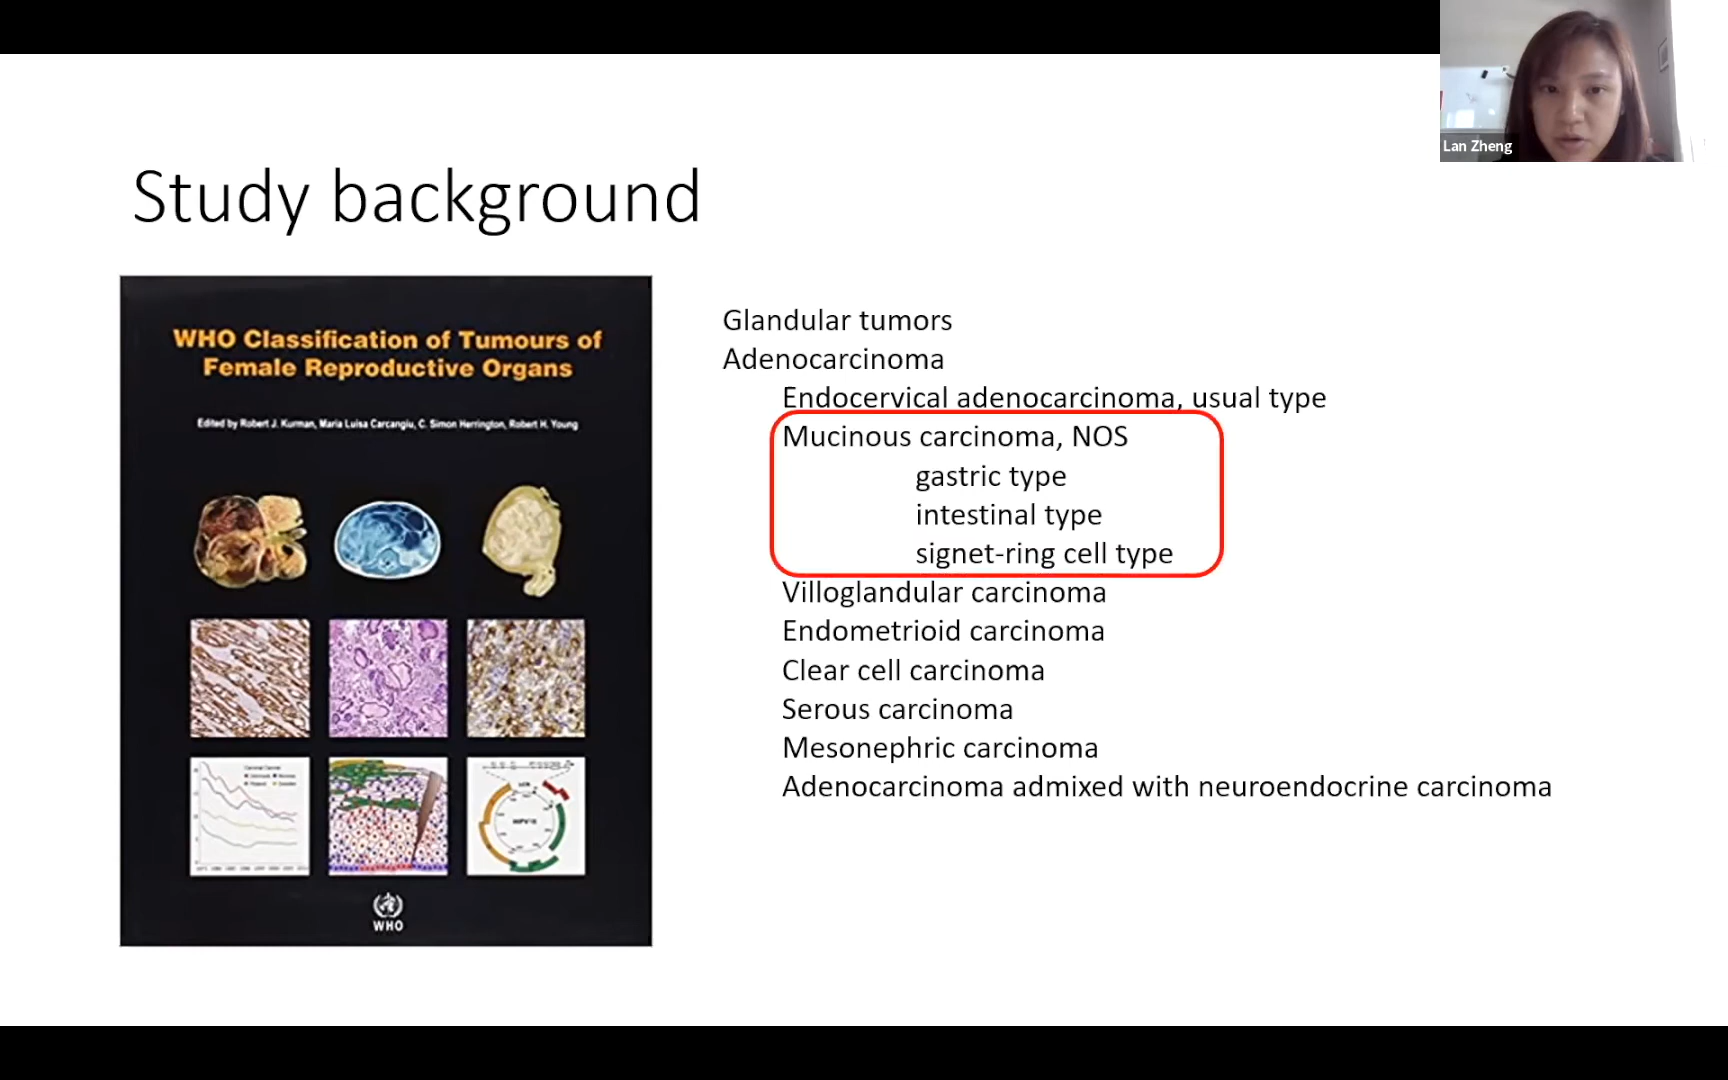 Lan Zheng
Study background
WHO Classification of Tumours of
Female Reproductive Organs
Edited by Robert J. Kurman, Maria Luisa Carcangiu, C. Simon Herrington, Robert H. Young
WHO
Glandular tumors
Adenocarcinoma
Endocervical adenocarcinoma, usual type
Mucinous carcinoma, NOS
gastric type
intestinal type
signet-ring cell type
Villoglandular carcinoma
Endometrioid carcinoma
Clear cell carcinoma
Serous carcinoma
Mesonephric carcinoma
Adenocarcinoma admixed with neuroendocrine carcinoma